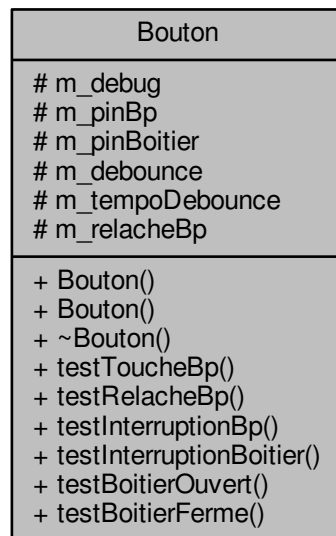 Bouton
# m_debug
# m_pinBp
# m_pinBoitier
# m_debounce
# m_tempoDebounce
# m_relacheBp
+ Bouton()
+ Bouton()
+ ~Bouton()
+ testToucheBp()
+ testRelacheBp()
+ testInterruptionBp()
+ testInterruptionBoitier()
+ testBoitierOuvert()
+ testBoitierFerme()